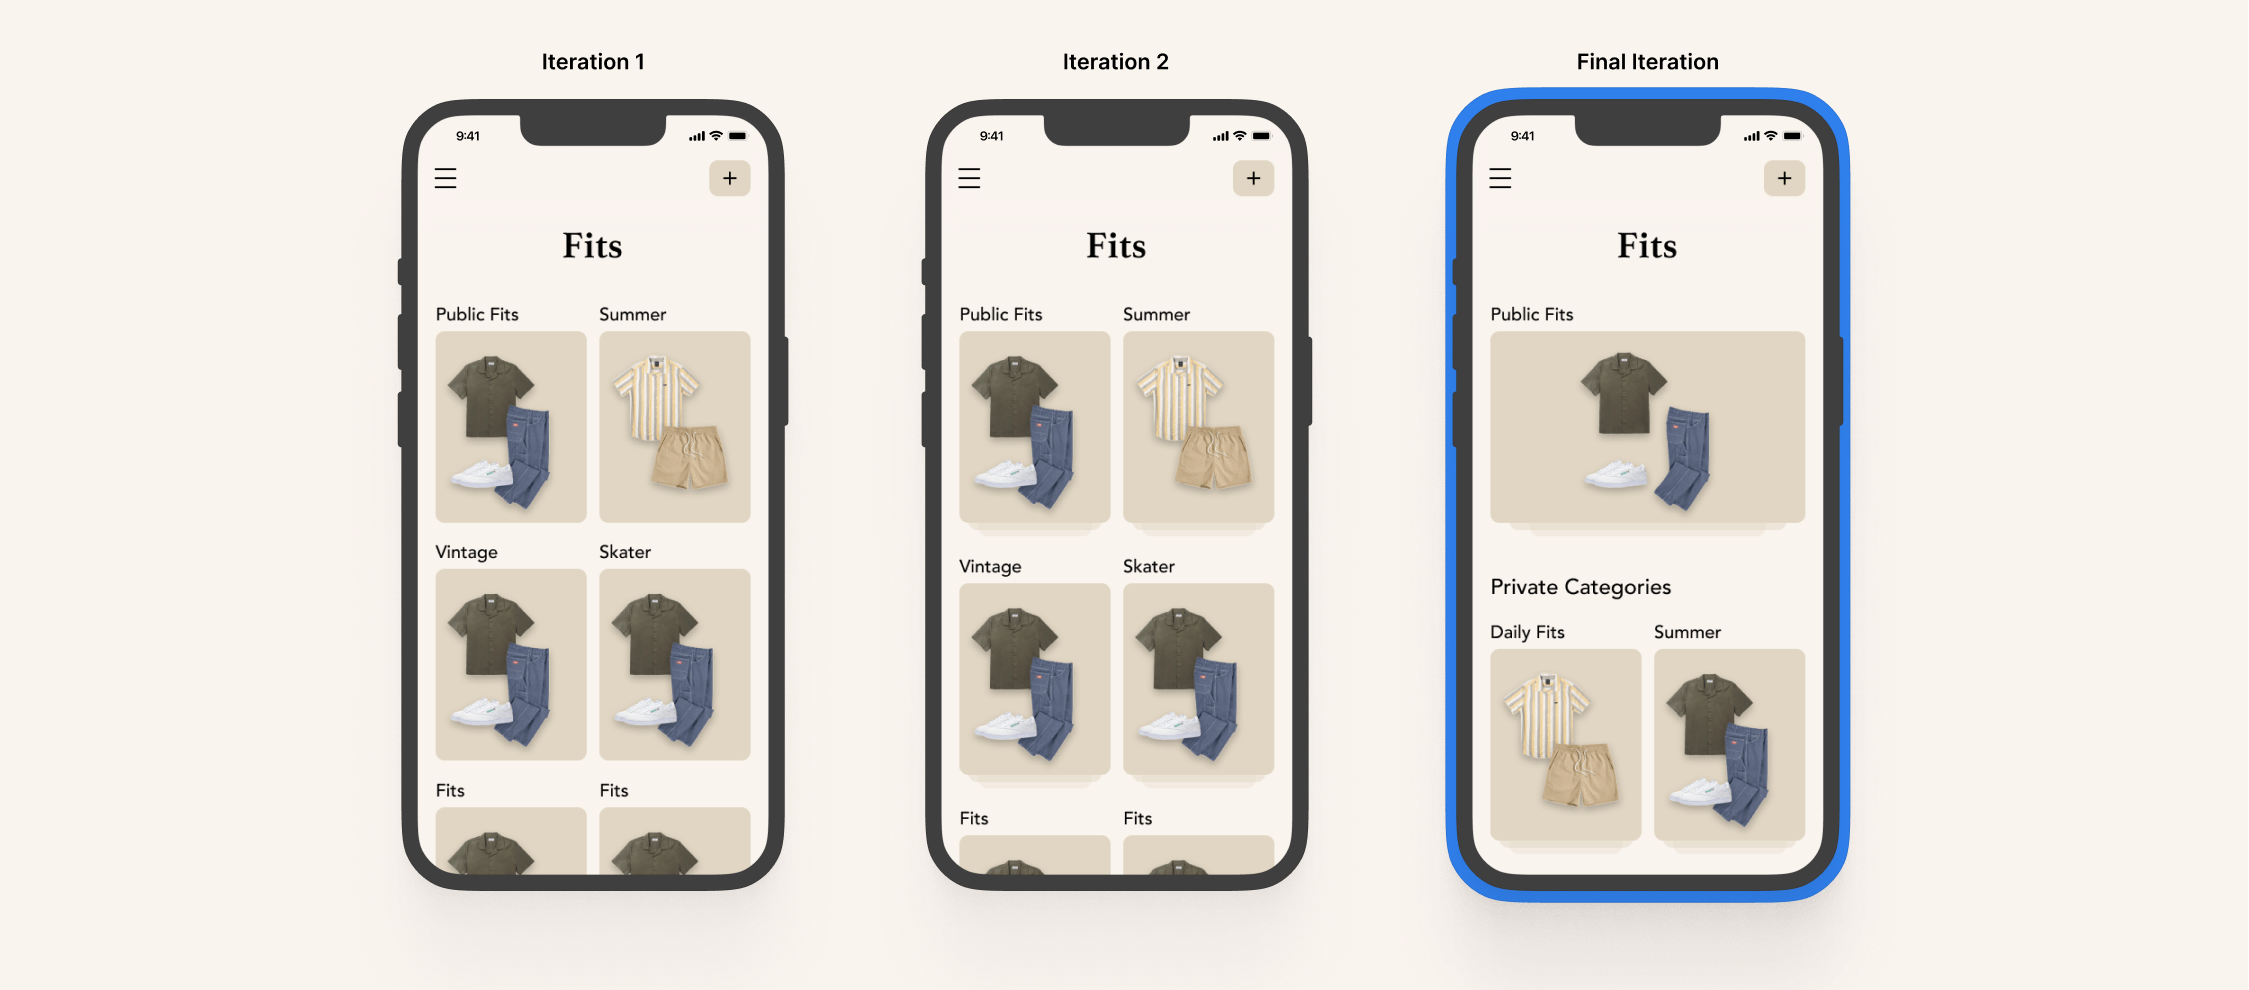 Iteration 1
9:41
+
Fits
Public Fits Summer
Vintage Skater
Fits Fits
Iteration 2
9:41
+
Fits
Public Fits Summer
Vintage Skater
Fits Fits
Final Iteration
9:41
+
Fits
Public Fits
Private Categories
Daily Fits Summer